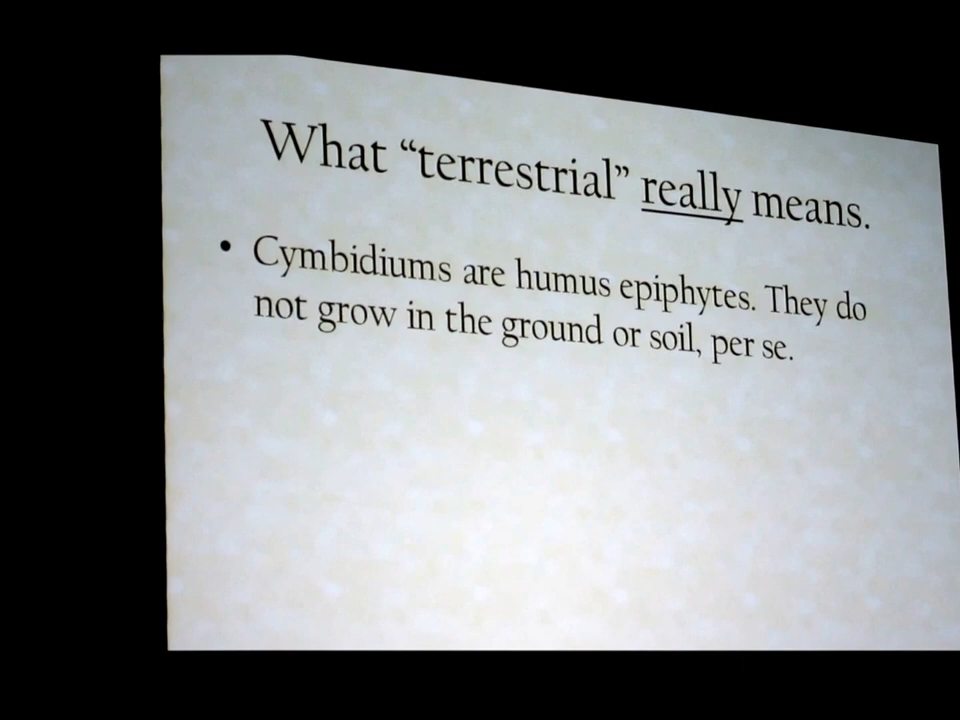 What “terrestrial” really means.
• Cymbidiums are humus epiphytes. They do
not grow in the ground or soil, per se.